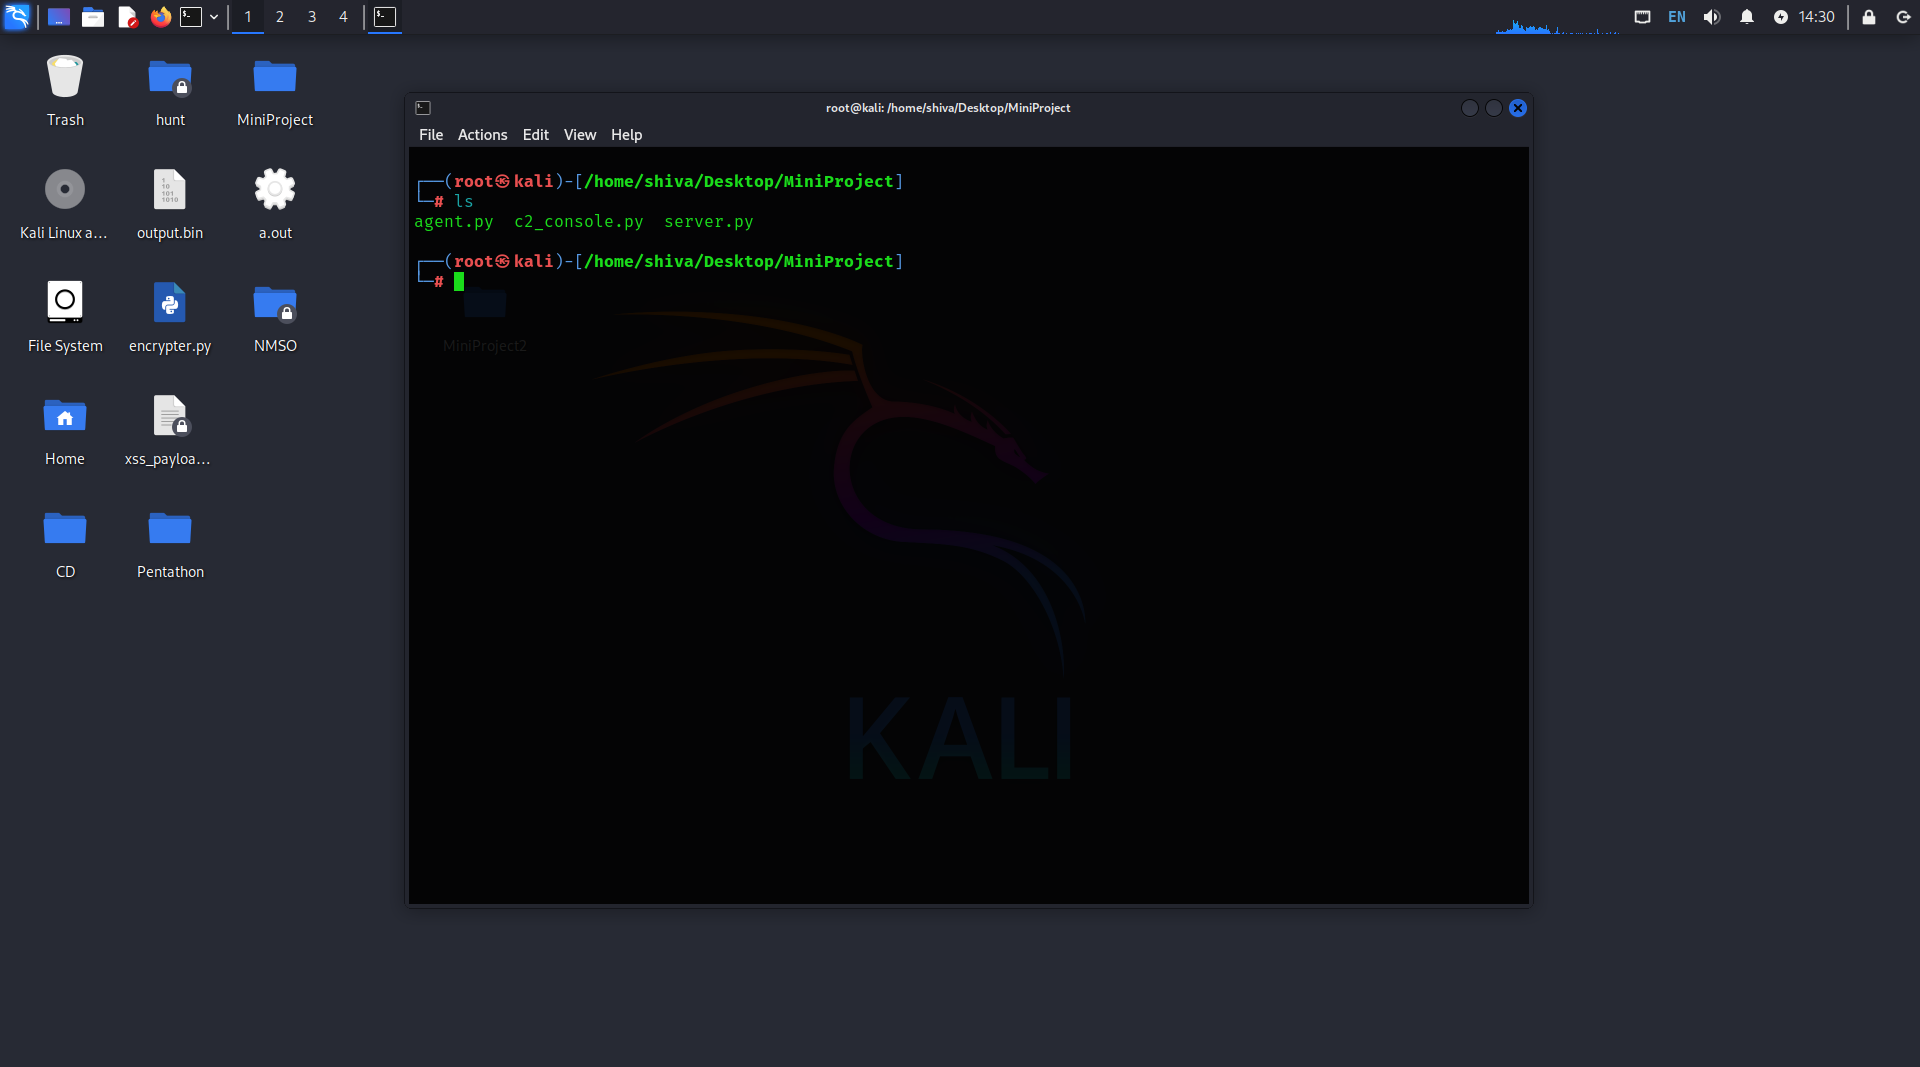 1 2 3 4
EN 14:30
Trash hunt MiniProject
Kali Linux a... output.bin a.out
File System encrypter.py NMSO
Home xss_payloa...
CD Pentathon
root@kali: /home/shiva/Desktop/MiniProject
File Actions Edit View Help
┌──(root㉿kali)-[/home/shiva/Desktop/MiniProject]
└─# ls
agent.py c2_console.py server.py
┌──(root㉿kali)-[/home/shiva/Desktop/MiniProject]
└─#
MiniProject2
KALI